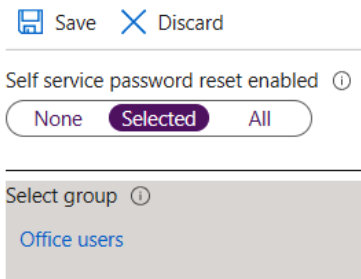 Save Discard
Self service password reset enabled
None Selected All
Select group
Office users